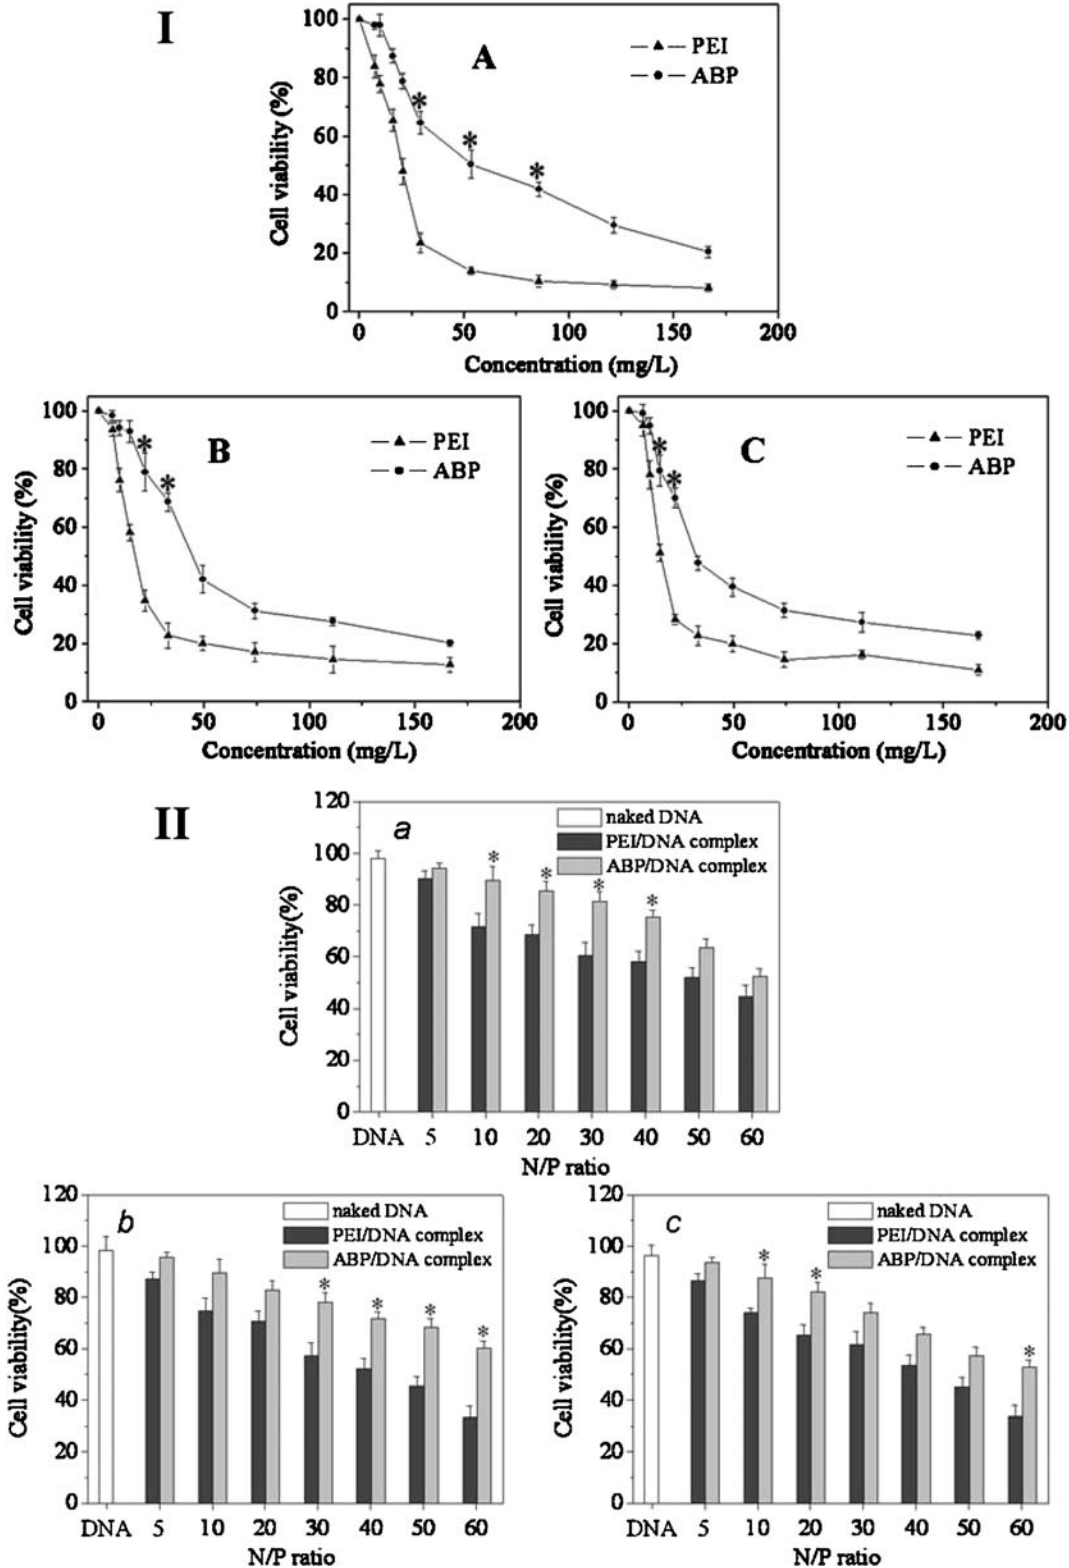 I
A
PEI
ABP
100
80
60
40
20
0
Cell viability (%)
0 50 100 150 200
Concentration (mg/L)
*
*
*
B
PEI
ABP
100
80
60
40
20
0
Cell viability (%)
0 50 100 150 200
Concentration (mg/L)
*
*
C
PEI
ABP
100
80
60
40
20
0
Cell viability (%)
0 50 100 150 200
Concentration (mg/L)
*
*
II
a
naked DNA
PEI/DNA complex
ABP/DNA complex
120
100
80
60
40
20
0
Cell viability(%)
* * * *
DNA 5 10 20 30 40 50 60
N/P ratio
b
naked DNA
PEI/DNA complex
ABP/DNA complex
120
100
80
60
40
20
0
Cell viability(%)
* * * *
DNA 5 10 20 30 40 50 60
N/P ratio
c
naked DNA
PEI/DNA complex
ABP/DNA complex
120
100
80
60
40
20
0
Cell viability(%)
* * *
DNA 5 10 20 30 40 50 60
N/P ratio